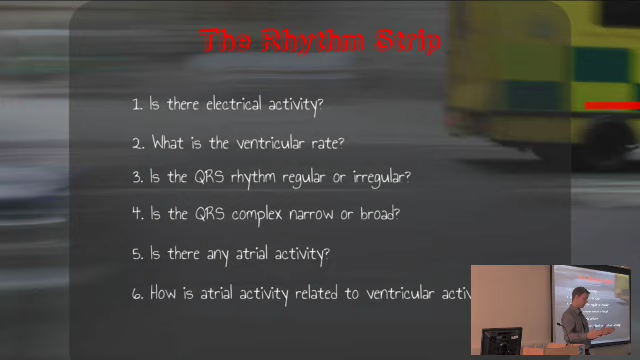 The Rhythm Strip
1. Is there electrical activity?
2. What is the ventricular rate?
3. Is the QRS rhythm regular or irregular?
4. Is the QRS complex narrow or broad?
5. Is there any atrial activity?
6. How is atrial activity related to ventricular activ